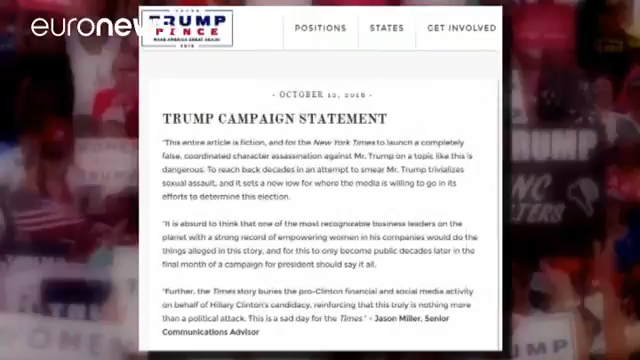 euronews
TRUMP
PENCE
MAKE AMERICA GREAT AGAIN!
2016
POSITIONS
STATES
GET INVOLVED
- OCTOBER 12, 2016 -
TRUMP CAMPAIGN STATEMENT
"This entire article is fiction, and for the New York Times to launch a completely
false, coordinated character assassination against Mr. Trump on a topic like this is
dangerous. To reach back decades in an attempt to smear Mr. Trump trivializes
sexual assault, and it sets a new low for where the media is willing to go in its
efforts to determine this election.
"It is absurd to think that one of the most recognizable business leaders on the
planet with a strong record of empowering women in his companies would do the
things alleged in this story, and for this to only become public decades later in the
final month of a campaign for president should say it all.
"Further, the Times story buries the pro-Clinton financial and social media activity
on behalf of Hillary Clinton's candidacy, reinforcing that this truly is nothing more
than a political attack. This is a sad day for the Times." - Jason Miller, Senior
Communications Advisor
TRUMP